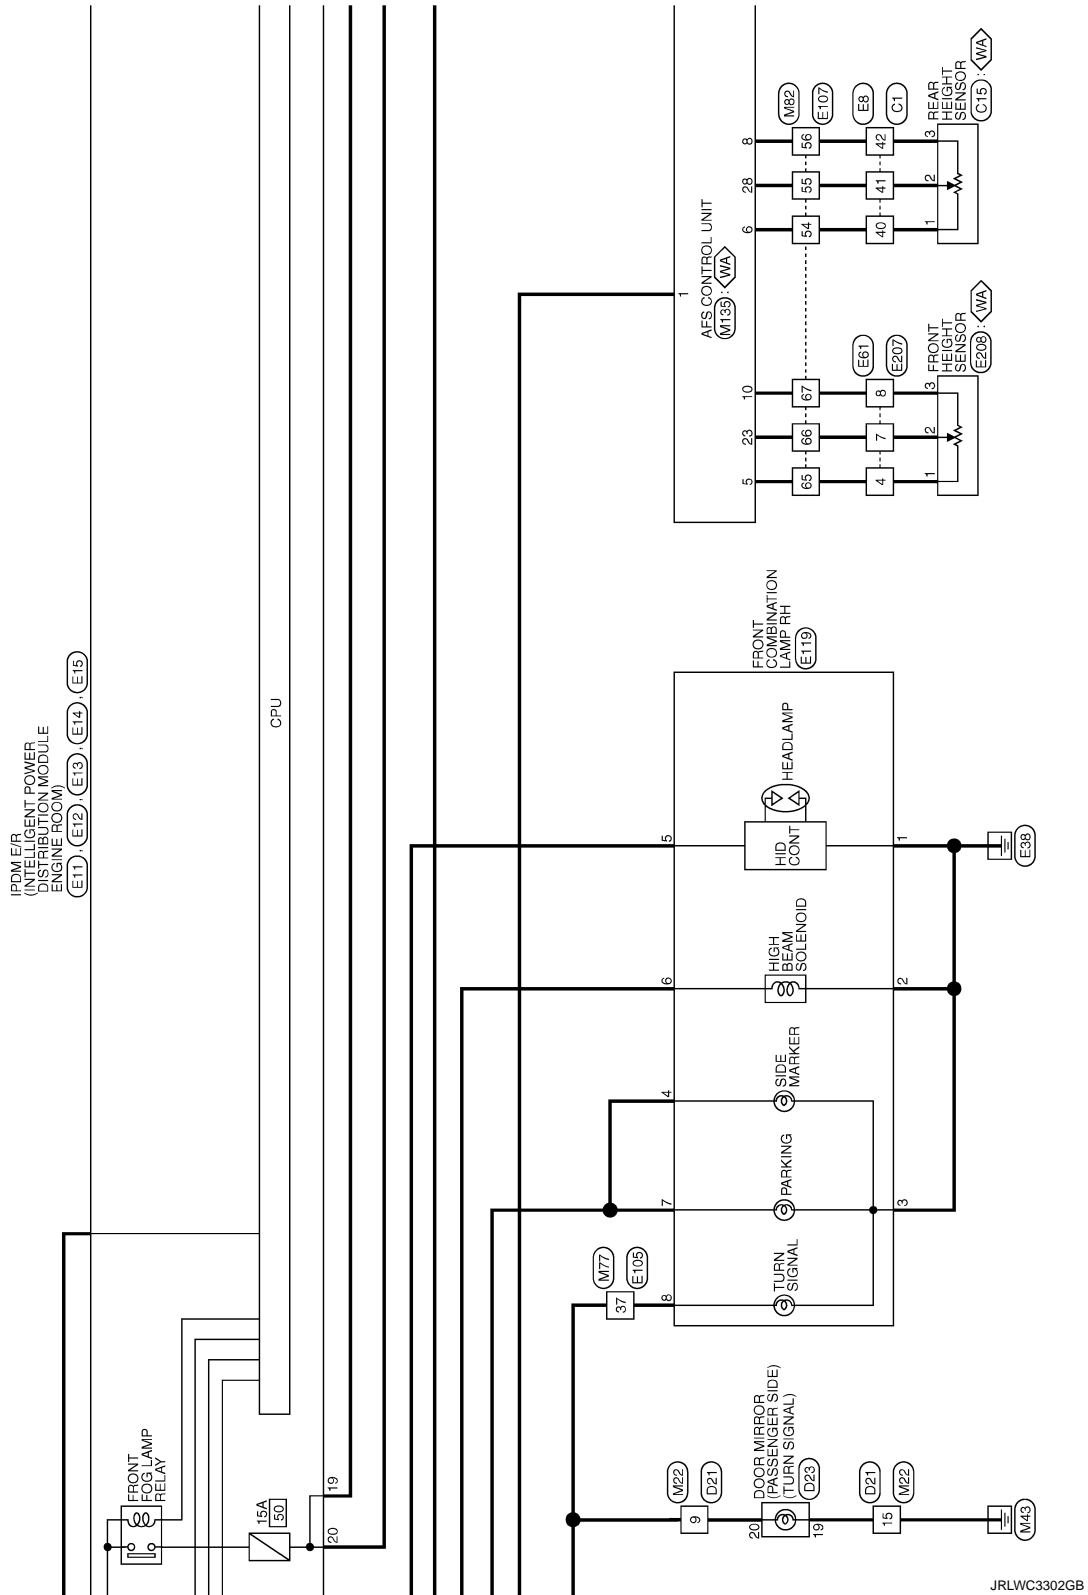 IPDM E/R
(INTELLIGENT POWER
DISTRIBUTION MODULE
ENGINE ROOM)
E11 , E12 , E13 , E14 , E15
FRONT
FOG LAMP
RELAY
CPU
15A
50
20
19
M22
D21
9
DOOR MIRROR
(PASSENGER SIDE)
(TURN SIGNAL)
D23
20
19
D21
M22
15
M43
M77
E105
37
8
7
4
6
5
FRONT
COMBINATION
LAMP RH
E119
TURN
SIGNAL
PARKING
SIDE
MARKER
HIGH
BEAM
SOLENOID
HID
CONT
HEADLAMP
3
2
1
E38
AFS CONTROL UNIT
M135 : WA
1
5
23
10
6
28
8
65
66
67
54
55
56
M82
E107
4
7
8
E61
E207
40
41
42
E8
C1
1
2
3
FRONT
HEIGHT
SENSOR
E208 : WA
1
2
3
REAR
HEIGHT
SENSOR
C15 : WA
JRLWC3302GB